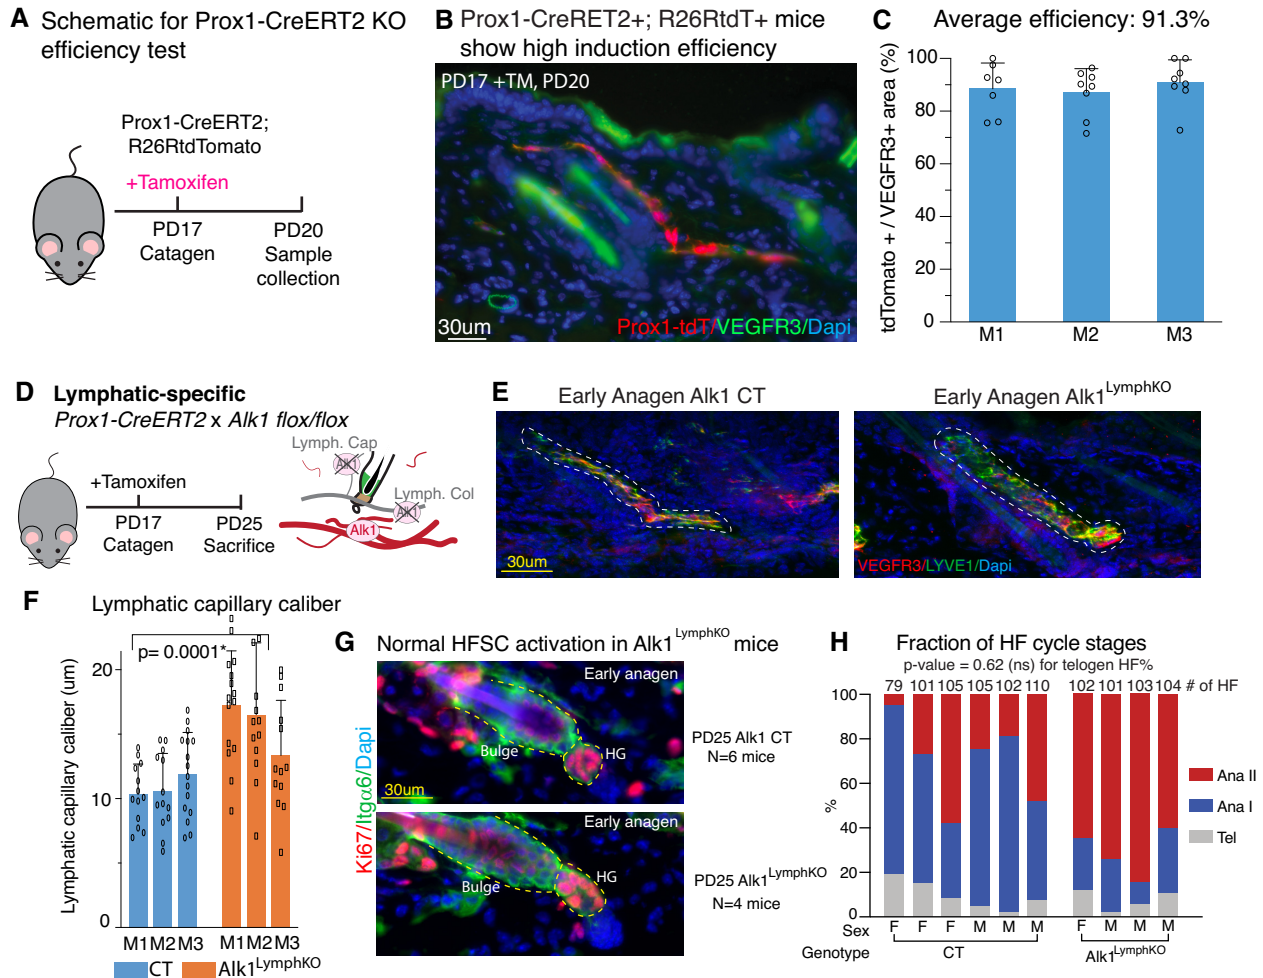 A Schematic for Prox1-CreERT2 KO
efficiency test
Prox1-CreERT2;
R26RtdTomato
+Tamoxifen
PD17
Catagen
PD20
Sample
collection
B Prox1-CreRET2+; R26RtdT+ mice
show high induction efficiency
PD17 +TM, PD20
30um
Prox1-tdT/VEGFR3/Dapi
C Average efficiency: 91.3%
tdTomato + / VEGFR3+ area (%)
100
80
60
40
20
0
M1 M2 M3
D Lymphatic-specific
Prox1-CreERT2 x Alk1 flox/flox
+Tamoxifen
PD17
Catagen
PD25
Sacrifice
Lymph. Cap
Alk1
Lymph. Col
Alk1
Alk1
E Early Anagen Alk1 CT
30um
Early Anagen Alk1LymphKO
VEGFR3/LYVE1/Dapi
F Lymphatic capillary caliber
p= 0.0001*
Lymphatic capillary caliber (um)
20
10
0
M1 M2 M3 M1 M2 M3
CT Alk1LymphKO
G Normal HFSC activation in Alk1LymphKO mice
Ki67/Itgα6/Dapi
Early anagen
Bulge
HG
30um
PD25 Alk1 CT
N=6 mice
Early anagen
Bulge
HG
PD25 Alk1LymphKO
N=4 mice
H Fraction of HF cycle stages
p-value = 0.62 (ns) for telogen HF%
79 101 105 105 102 110 102 101 103 104 # of HF
%
100
80
60
40
20
0
Ana II
Ana I
Tel
Sex F F F M M M F M M M
Genotype CT Alk1LymphKO